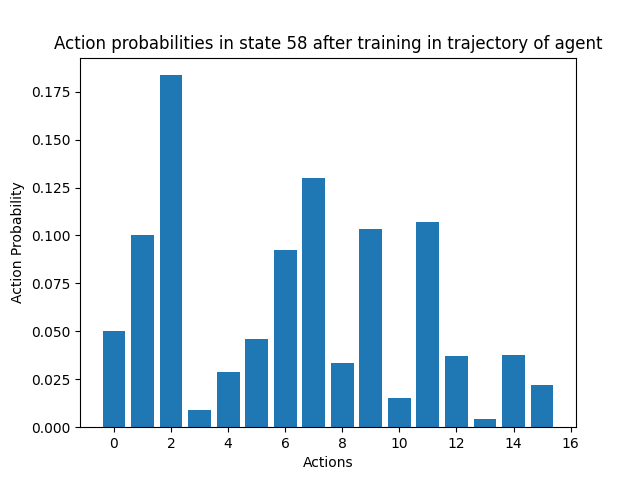 Action probabilities in state 58 after training in trajectory of agent
0.175
0.150
0.125
0.100
0.075
0.050
0.025
0.000
Action Probability
0 2 4 6 8 10 12 14 16
Actions